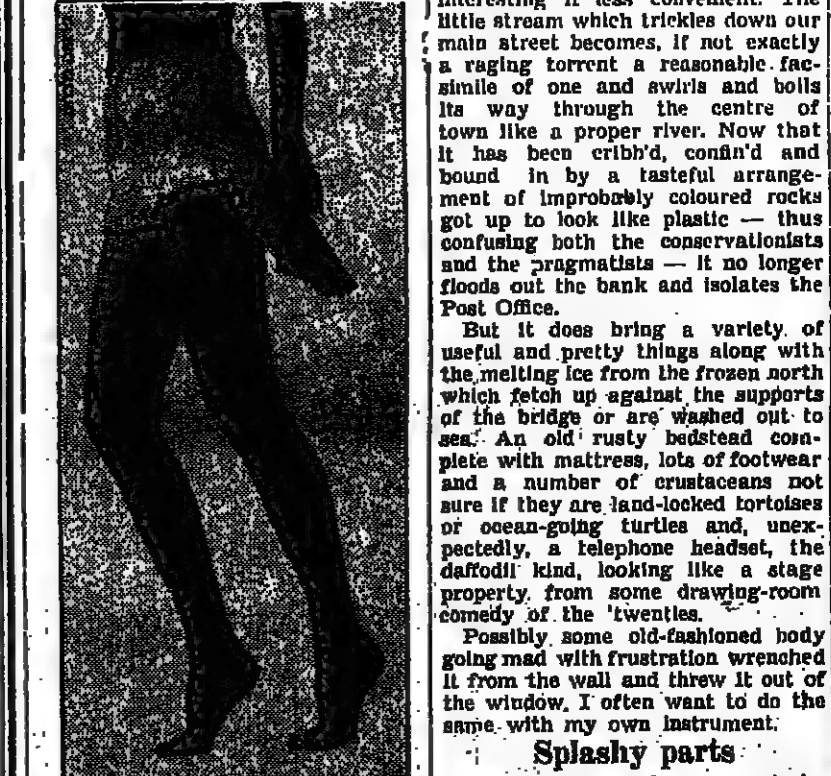 interesting it less convenient. The
little stream which trickles down our
main street becomes, if not exactly
a raging torrent a reasonable fac-
simile of one and swirls and boils
its way through the centre of
town like a proper river. Now that
it has been cribb'd, confin'd and
bound in by a tasteful arrange-
ment of improbably coloured rocks
got up to look like plastic — thus
confusing both the conservationists
and the pragmatists — it no longer
floods out the bank and isolates the
Post Office.
But it does bring a variety of
useful and pretty things along with
the melting ice from the frozen north
which fetch up against the supports
of the bridge or are washed out to
sea. An old rusty bedstead com-
plete with mattress, lots of footwear
and a number of crustaceans not
sure if they are land-locked tortoises
or ocean-going turtles and, unex-
pectedly, a telephone headset, the
daffodil kind, looking like a stage
property from some drawing-room
comedy of the 'twenties.
Possibly some old-fashioned body
going mad with frustration wrenched
it from the wall and threw it out of
the window. I often want to do the
same with my own instrument.
Splashy parts